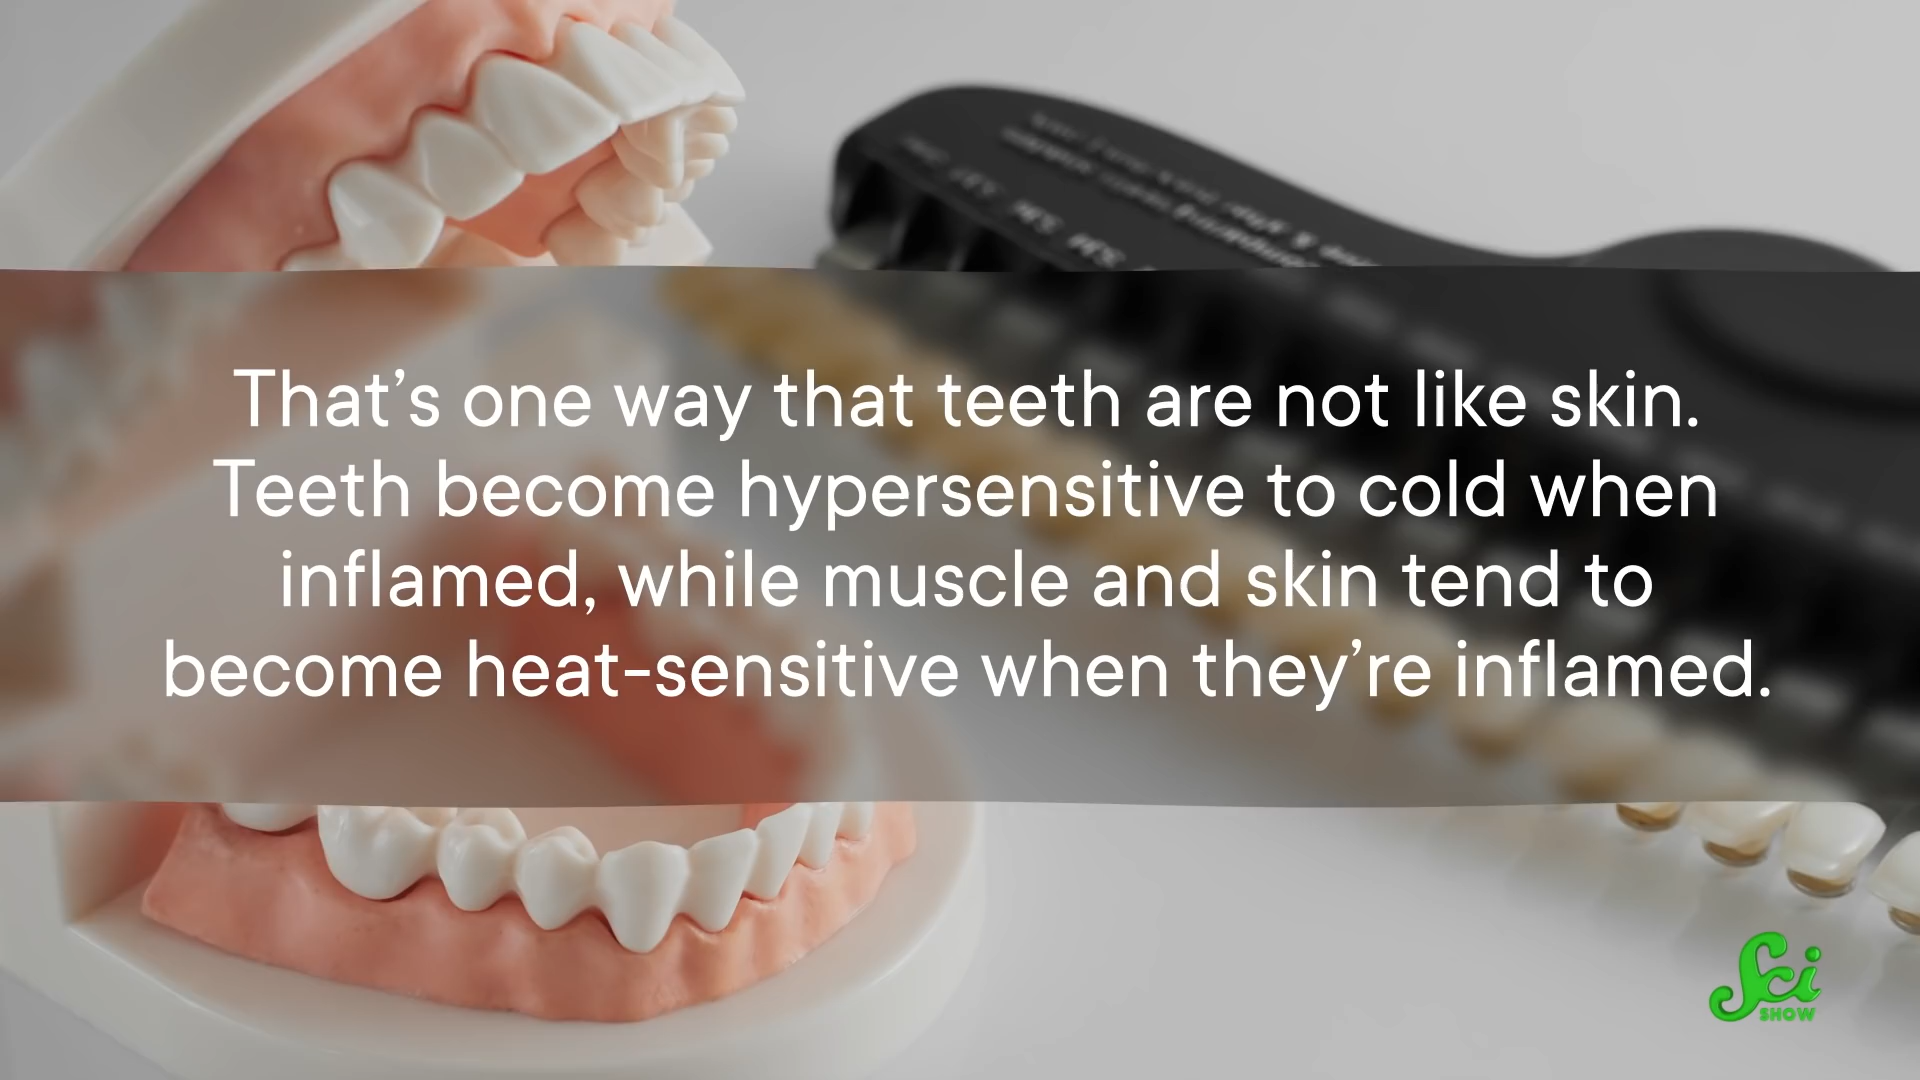 That’s one way that teeth are not like skin.
Teeth become hypersensitive to cold when
inflamed, while muscle and skin tend to
become heat-sensitive when they’re inflamed.
Sci
SHOW